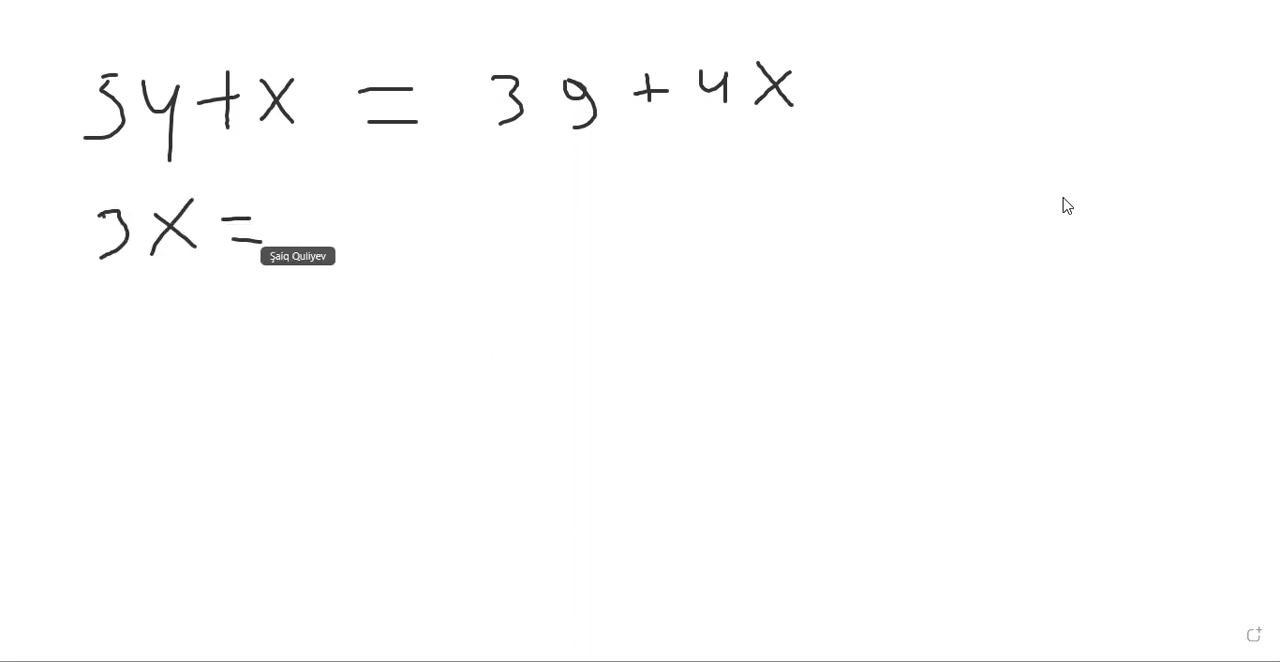 54+x = 39+4x
3x =
Şaiq Quliyev